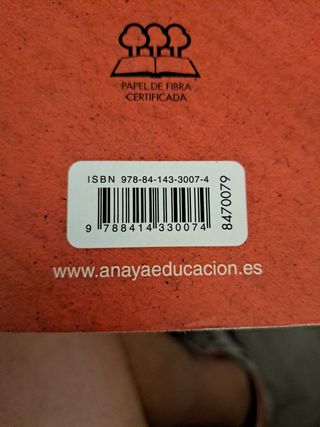 PAPEL DE FIBRA
CERTIFICADA
ISBN 978-84-143-3007-4
9 788414 330074
8470079
www.anayaeducacion.es